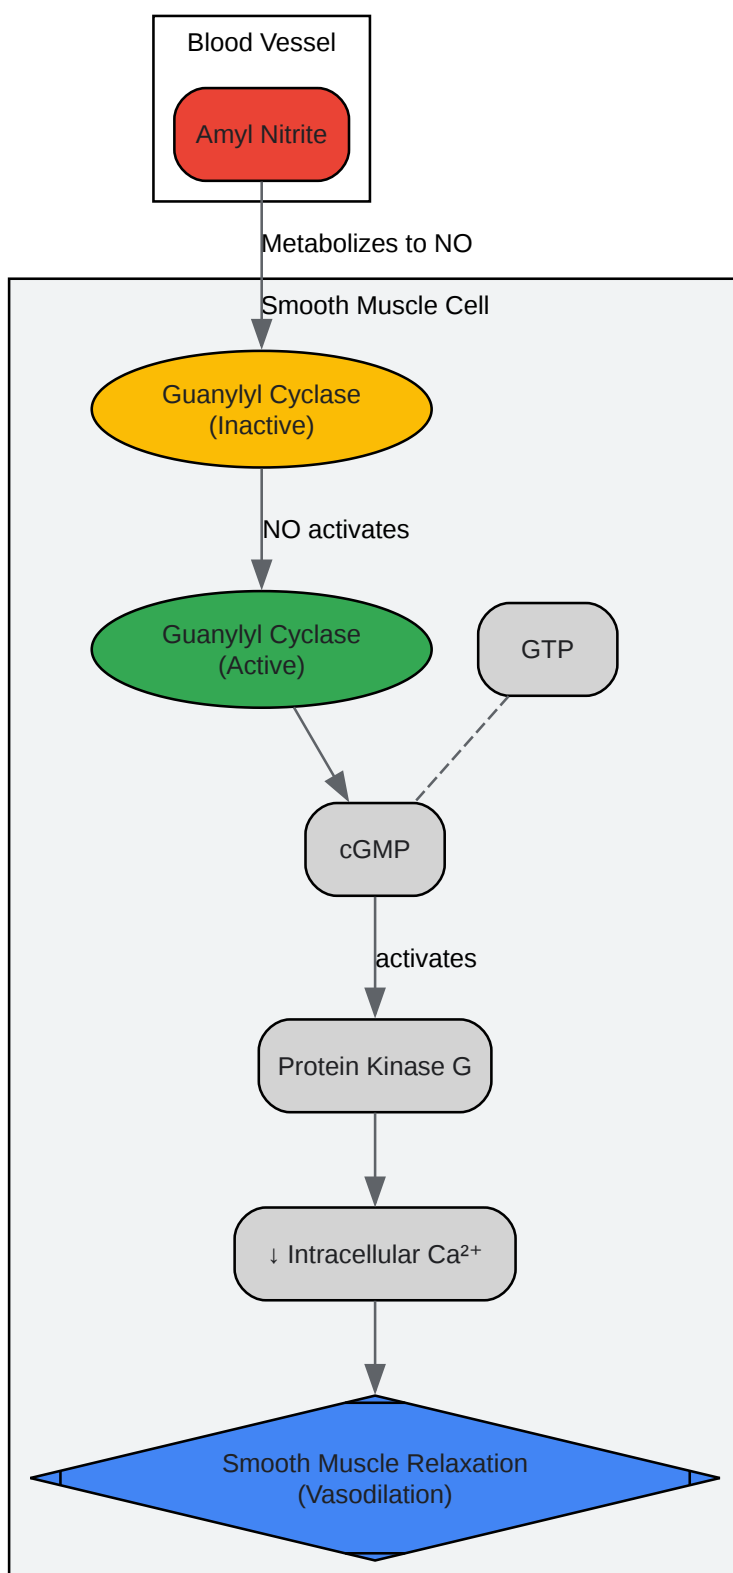 Blood Vessel
Amyl Nitrite
Metabolizes to NO
Smooth Muscle Cell
Guanylyl Cyclase
(Inactive)
NO activates
Guanylyl Cyclase
(Active)
GTP
cGMP
activates
Protein Kinase G
↓ Intracellular Ca²⁺
Smooth Muscle Relaxation
(Vasodilation)